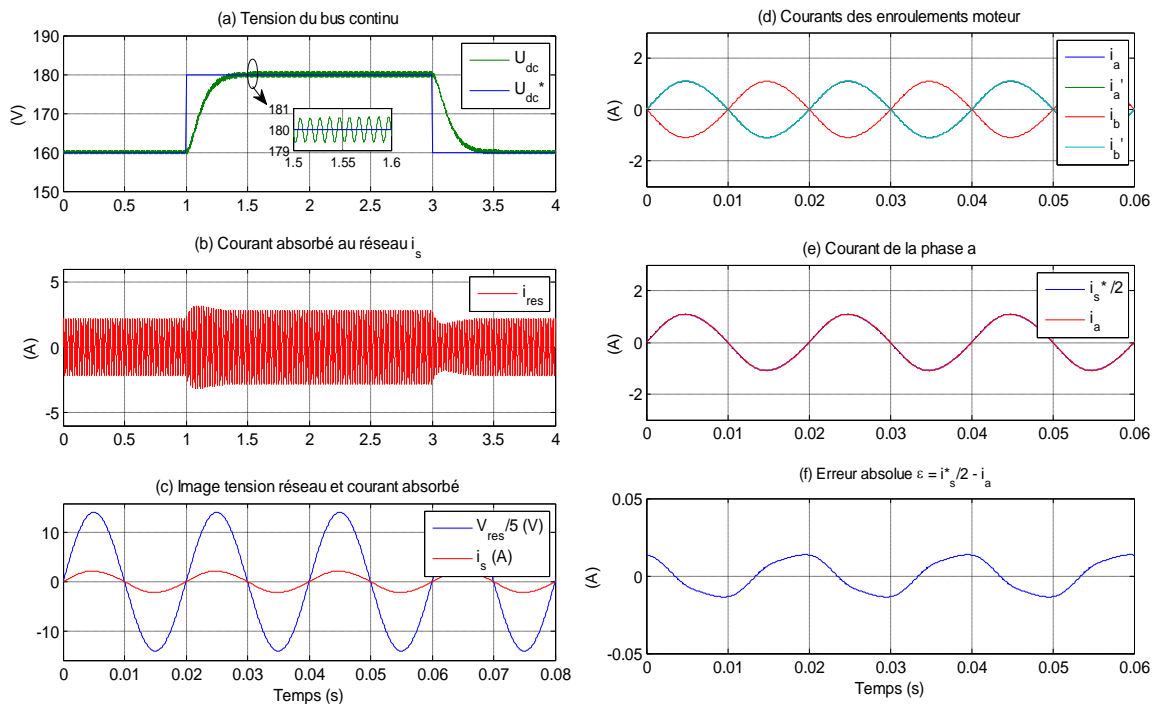 (a) Tension du bus continu
190
180
170
160
150
(V)
U_dc
U_dc*
181
180
179
1.5 1.55 1.6
0 0.5 1 1.5 2 2.5 3 3.5 4
(b) Courant absorbé au réseau i_s
5
0
-5
(A)
i_res
0 0.5 1 1.5 2 2.5 3 3.5 4
(c) Image tension réseau et courant absorbé
10
0
-10
V_res/5 (V)
i_s (A)
0 0.01 0.02 0.03 0.04 0.05 0.06 0.07 0.08
Temps (s)
(d) Courants des enroulements moteur
2
0
-2
(A)
i_a
i_a'
i_b
i_b'
0 0.01 0.02 0.03 0.04 0.05 0.06
(e) Courant de la phase a
2
0
-2
(A)
i_s*/2
i_a
0 0.01 0.02 0.03 0.04 0.05 0.06
(f) Erreur absolue ε = i*_s/2 - i_a
0.05
0
-0.05
(A)
0 0.01 0.02 0.03 0.04 0.05 0.06
Temps (s)